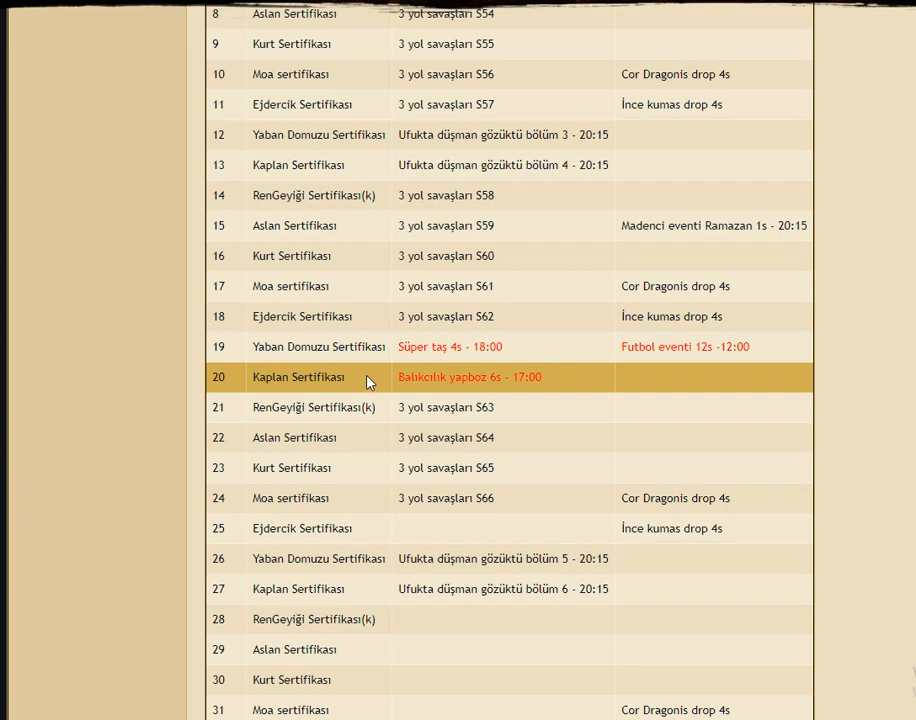 8 Aslan Sertifikası 3 yol savaşları S54
9 Kurt Sertifikası 3 yol savaşları S55
10 Moa sertifikası 3 yol savaşları S56 Cor Dragonis drop 4s
11 Ejdercik Sertifikası 3 yol savaşları S57 İnce kumas drop 4s
12 Yaban Domuzu Sertifikası Ufukta düşman gözüktü bölüm 3 - 20:15
13 Kaplan Sertifikası Ufukta düşman gözüktü bölüm 4 - 20:15
14 RenGeyiği Sertifikası(k) 3 yol savaşları S58
15 Aslan Sertifikası 3 yol savaşları S59 Madenci eventi Ramazan 1s - 20:15
16 Kurt Sertifikası 3 yol savaşları S60
17 Moa sertifikası 3 yol savaşları S61 Cor Dragonis drop 4s
18 Ejdercik Sertifikası 3 yol savaşları S62 İnce kumas drop 4s
19 Yaban Domuzu Sertifikası Süper taş 4s - 18:00 Futbol eventi 12s -12:00
20 Kaplan Sertifikası Balıkcılık yapboz 6s - 17:00
21 RenGeyiği Sertifikası(k) 3 yol savaşları S63
22 Aslan Sertifikası 3 yol savaşları S64
23 Kurt Sertifikası 3 yol savaşları S65
24 Moa sertifikası 3 yol savaşları S66 Cor Dragonis drop 4s
25 Ejdercik Sertifikası İnce kumas drop 4s
26 Yaban Domuzu Sertifikası Ufukta düşman gözüktü bölüm 5 - 20:15
27 Kaplan Sertifikası Ufukta düşman gözüktü bölüm 6 - 20:15
28 RenGeyiği Sertifikası(k)
29 Aslan Sertifikası
30 Kurt Sertifikası
31 Moa sertifikası Cor Dragonis drop 4s